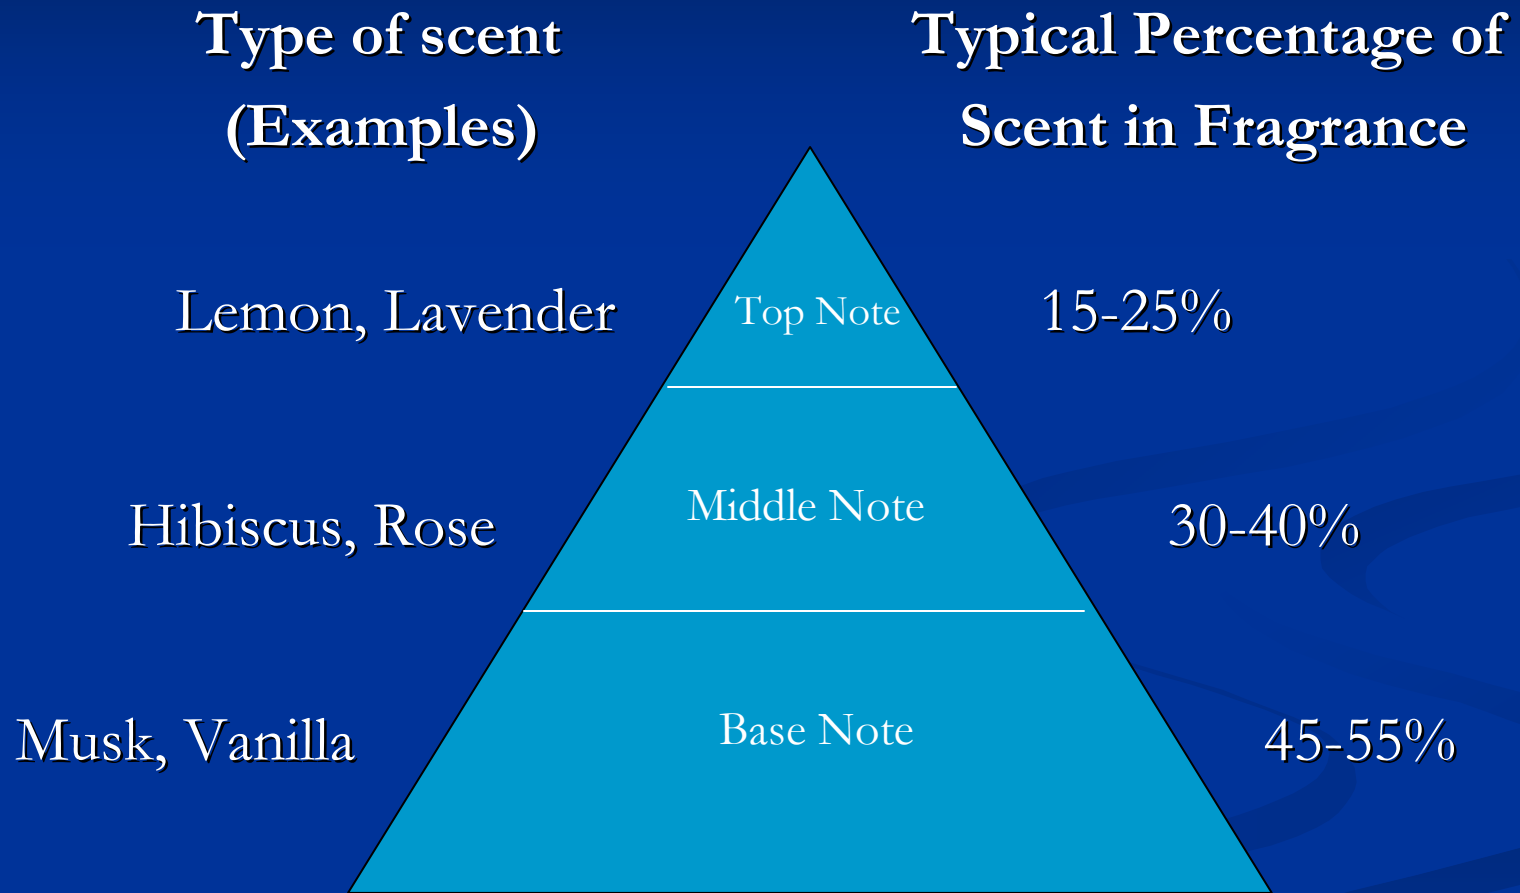 Type of scent
(Examples)
Typical Percentage of
Scent in Fragrance
Lemon, Lavender
Top Note
15-25%
Hibiscus, Rose
Middle Note
30-40%
Musk, Vanilla
Base Note
45-55%